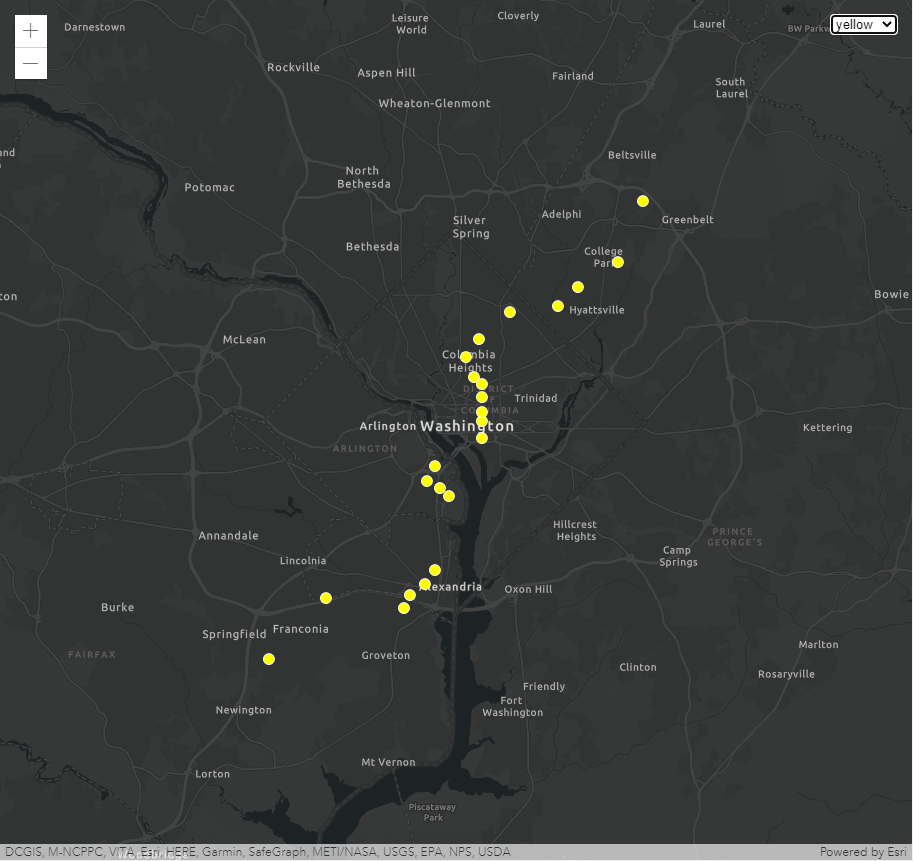 Darnestown
Leisure
World
Cloverly
Laurel
BW Parkw
yellow
Rockville
Aspen Hill
Fairland
South
Laurel
Wheaton-Glenmont
and
Beltsville
North
Bethesda
Potomac
Silver
Spring
Adelphi
Greenbelt
Bethesda
College
Park
ton
Bowie
Hyattsville
McLean
Columbia
Heights
DISTRICT
OF
COLUMBIA
Trinidad
Arlington
Washington
Kettering
ARLINGTON
Annandale
Hillcrest
Heights
PRINCE
GEORGE'S
Camp
Springs
Lincolnia
Alexandria
Oxon Hill
Burke
Springfield
Franconia
FAIRFAX
Groveton
Marlton
Clinton
Rosaryville
Friendly
Fort
Washington
Newington
Mt Vernon
Lorton
Piscataway
Park
DCGIS, M-NCPPC, VITA, Esri, HERE, Garmin, SafeGraph, METI/NASA, USGS, EPA, NPS, USDA
Powered by Esri